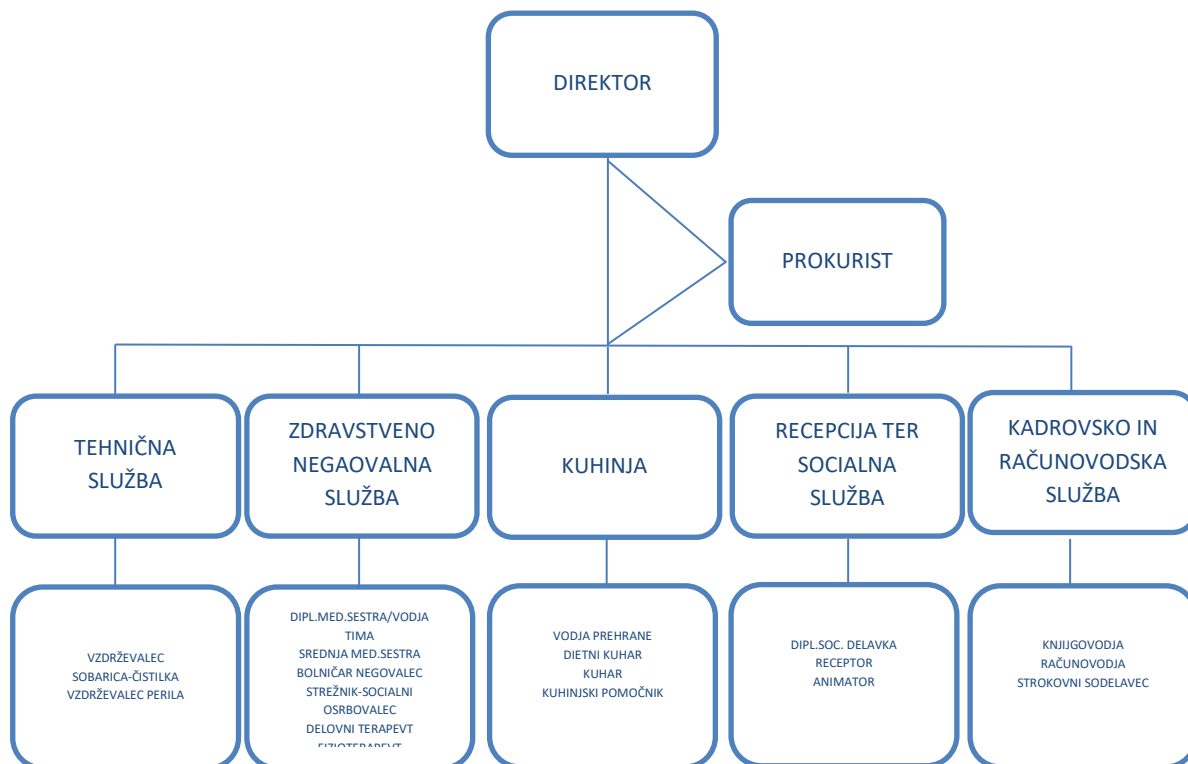 DIREKTOR
PROKURIST
TEHNIČNA
SLUŽBA
ZDRAVSTVENO
NEGAOVALNA
SLUŽBA
KUHINJA
RECEPCIJA TER
SOCIALNA
SLUŽBA
KADROVSKO IN
RAČUNOVODSKA
SLUŽBA
VZDRŽEVALEC
SOBARICA-ČISTILKA
VZDRŽEVALEC PERILA
DIPL.MED.SESTRA/VODJA
TIMA
SREDNJA MED.SESTRA
BOLNIČAR NEGOVALEC
STREŽNIK-SOCIALNI
OSRBOVALEC
DELOVNI TERAPEVT
FIZIOTERAPEVT
VODJA PREHRANE
DIETNI KUHAR
KUHAR
KUHINJSKI POMOČNIK
DIPL.SOC. DELAVKA
RECEPTOR
ANIMATOR
KNJIJGOVODJA
RAČUNOVODJA
STROKOVNI SODELAVEC